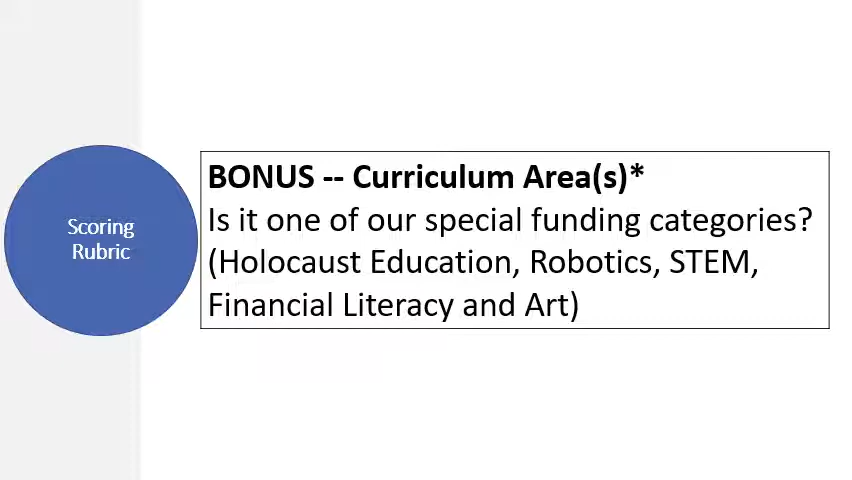 Scoring
Rubric
BONUS -- Curriculum Area(s)*
Is it one of our special funding categories?
(Holocaust Education, Robotics, STEM,
Financial Literacy and Art)